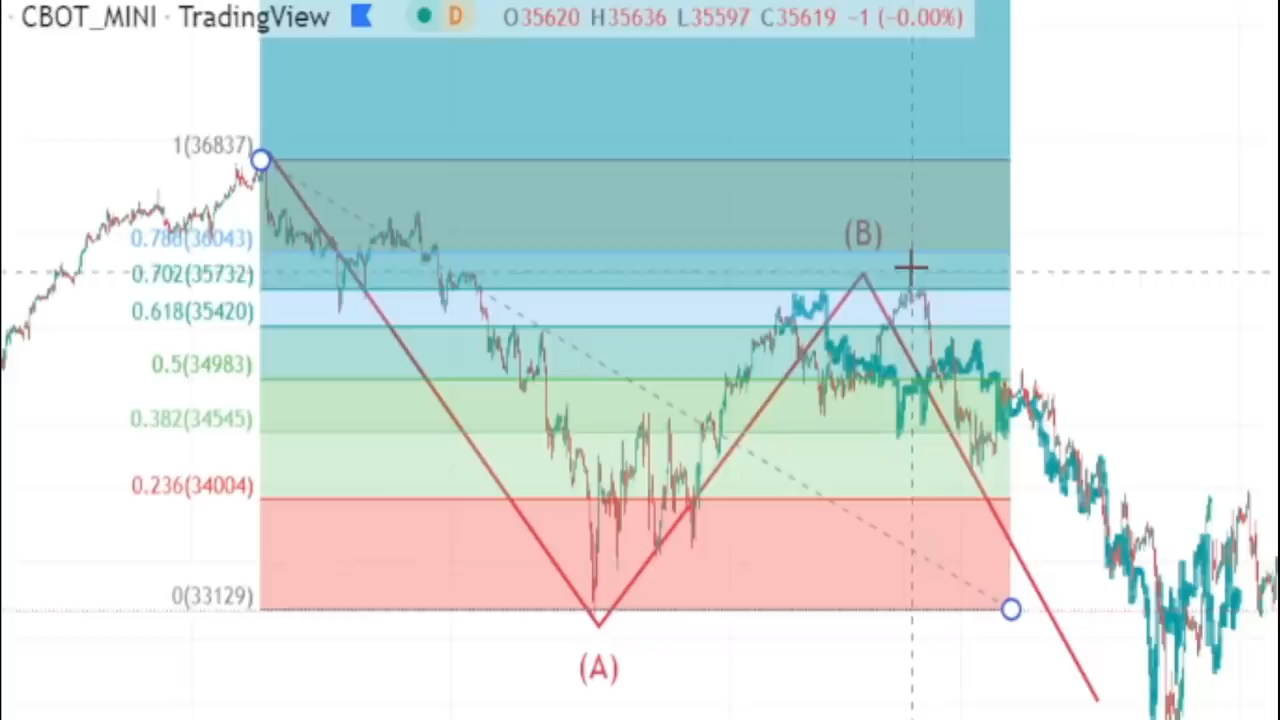 · CBOT_MINI · TradingView D O35620 H35636 L35597 C35619 −1 (−0.00%)
1(36837)
0.786(36043)
(B)
0.702(35732)
0.618(35420)
0.5(34983)
0.382(34545)
0.236(34004)
0(33129)
(A)